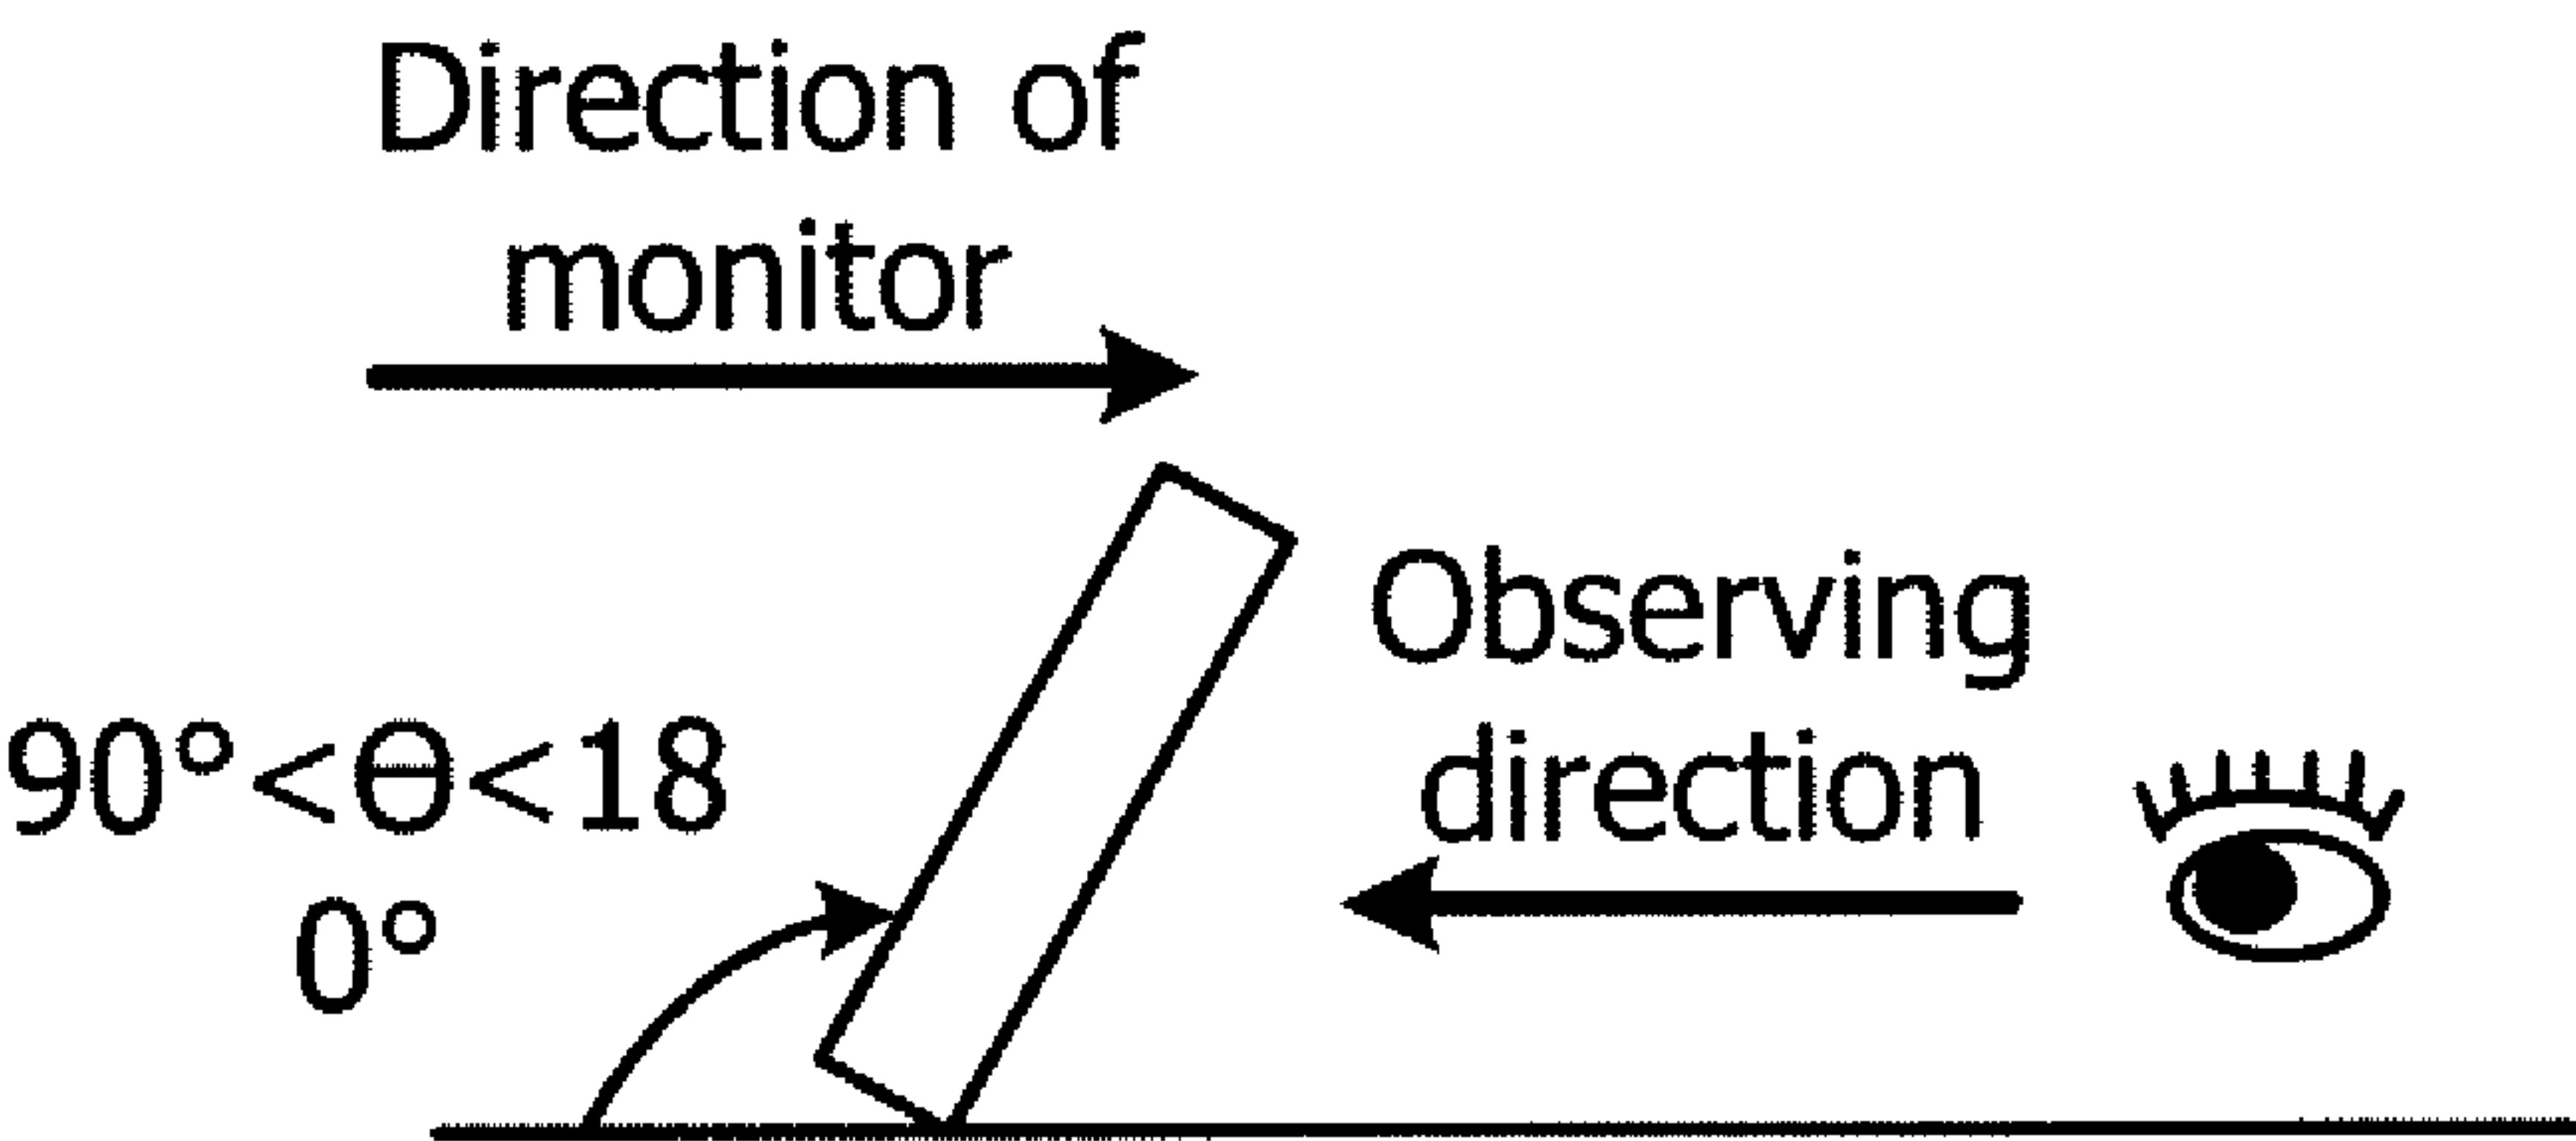 Direction of
monitor
Observing
direction
90°<Θ<18
0°